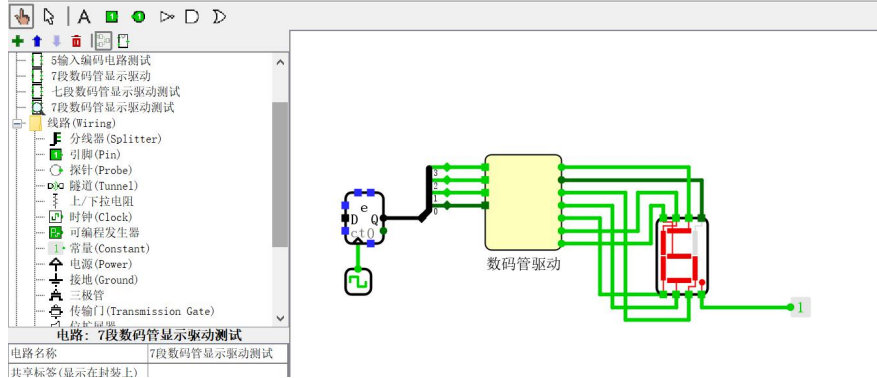 A
5输入编码电路测试
7段数码管显示驱动
七段数码管显示驱动测试
7段数码管显示驱动测试
线路(Wiring)
分线器(Splitter)
引脚(Pin)
探针(Probe)
隧道(Tunnel)
上/下拉电阻
时钟(Clock)
可编程发生器
常量(Constant)
电源(Power)
接地(Ground)
三极管
传输门(Transmission Gate)
位扩展器
电路: 7段数码管显示驱动测试
电路名称 7段数码管显示驱动测试
共享标签(显示在封装上)
3
2
1
0
e
D Q
ct0
数码管驱动
1